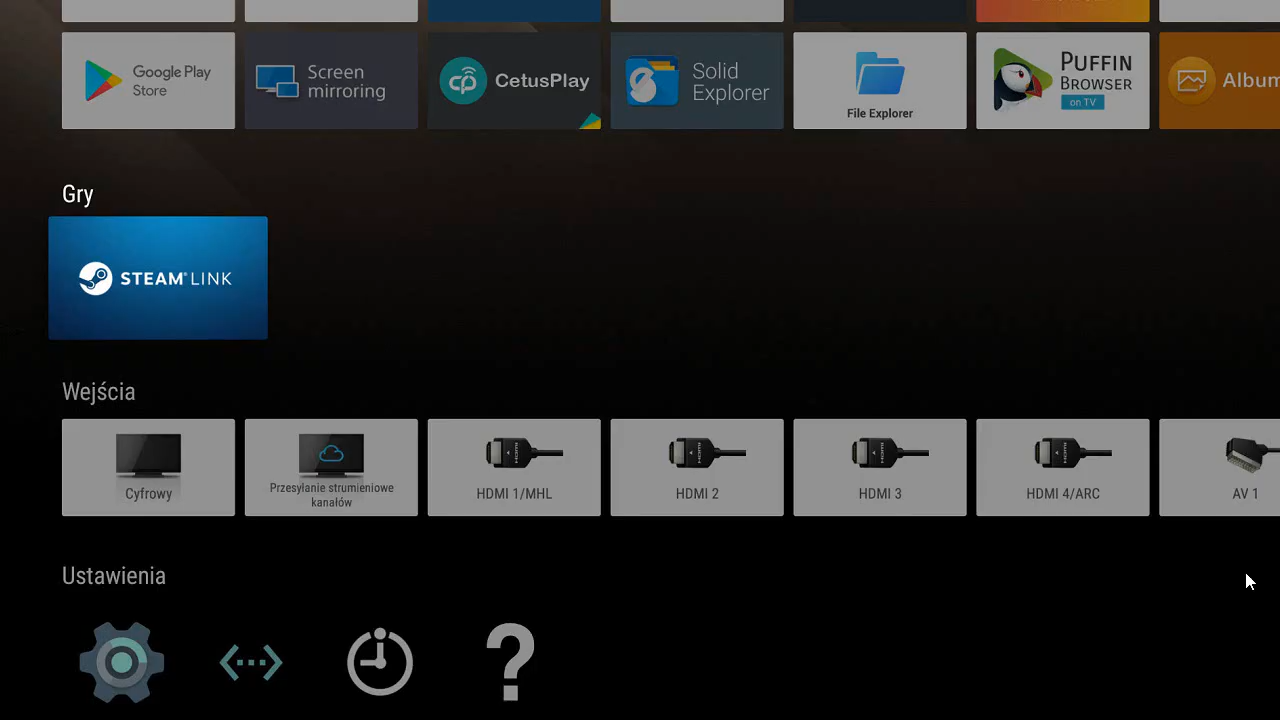 Google Play
Store
Screen
mirroring
CetusPlay
Solid
Explorer
File Explorer
PUFFIN
BROWSER
on TV
Album
Gry
STEAM LINK
Wejścia
Cyfrowy
Przesyłanie strumieniowe
kanałów
HDMI 1/MHL
HDMI 2
HDMI 3
HDMI 4/ARC
AV 1
Ustawienia